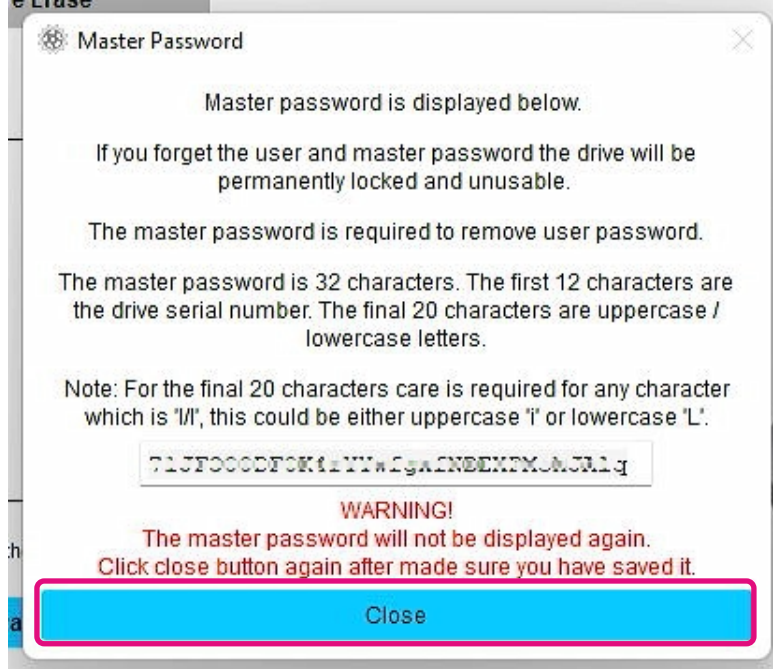 e Erase
Master Password
Master password is displayed below.
If you forget the user and master password the drive will be
permanently locked and unusable.
The master password is required to remove user password.
The master password is 32 characters. The first 12 characters are
the drive serial number. The final 20 characters are uppercase /
lowercase letters.
Note: For the final 20 characters care is required for any character
which is 'I/l', this could be either uppercase 'i' or lowercase 'L'.
WARNING!
The master password will not be displayed again.
Click close button again after made sure you have saved it.
Close